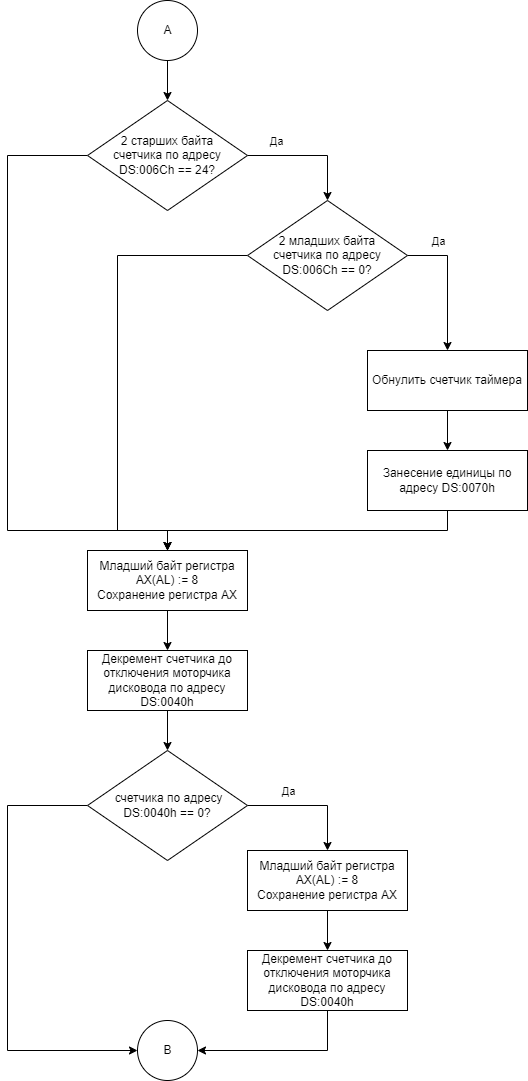 A
2 старших байта
счетчика по адресу
DS:006Ch == 24?
Да
2 младших байта
счетчика по адресу
DS:006Ch == 0?
Да
Обнулить счетчик таймера
Занесение единицы по
адресу DS:0070h
Младший байт регистра
AX(AL) := 8
Сохранение регистра AX
Декремент счетчика до
отключения моторчика
дисковода по адресу
DS:0040h
счетчика по адресу
DS:0040h == 0?
Да
Младший байт регистра
AX(AL) := 8
Сохранение регистра AX
Декремент счетчика до
отключения моторчика
дисковода по адресу
DS:0040h
B